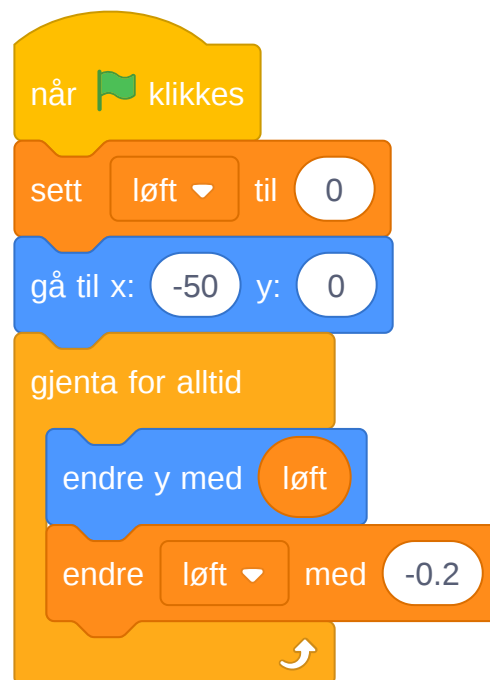 når klikkes
sett løft til 0
gå til x: -50 y: 0
gjenta for alltid
endre y med løft
endre løft med -0.2